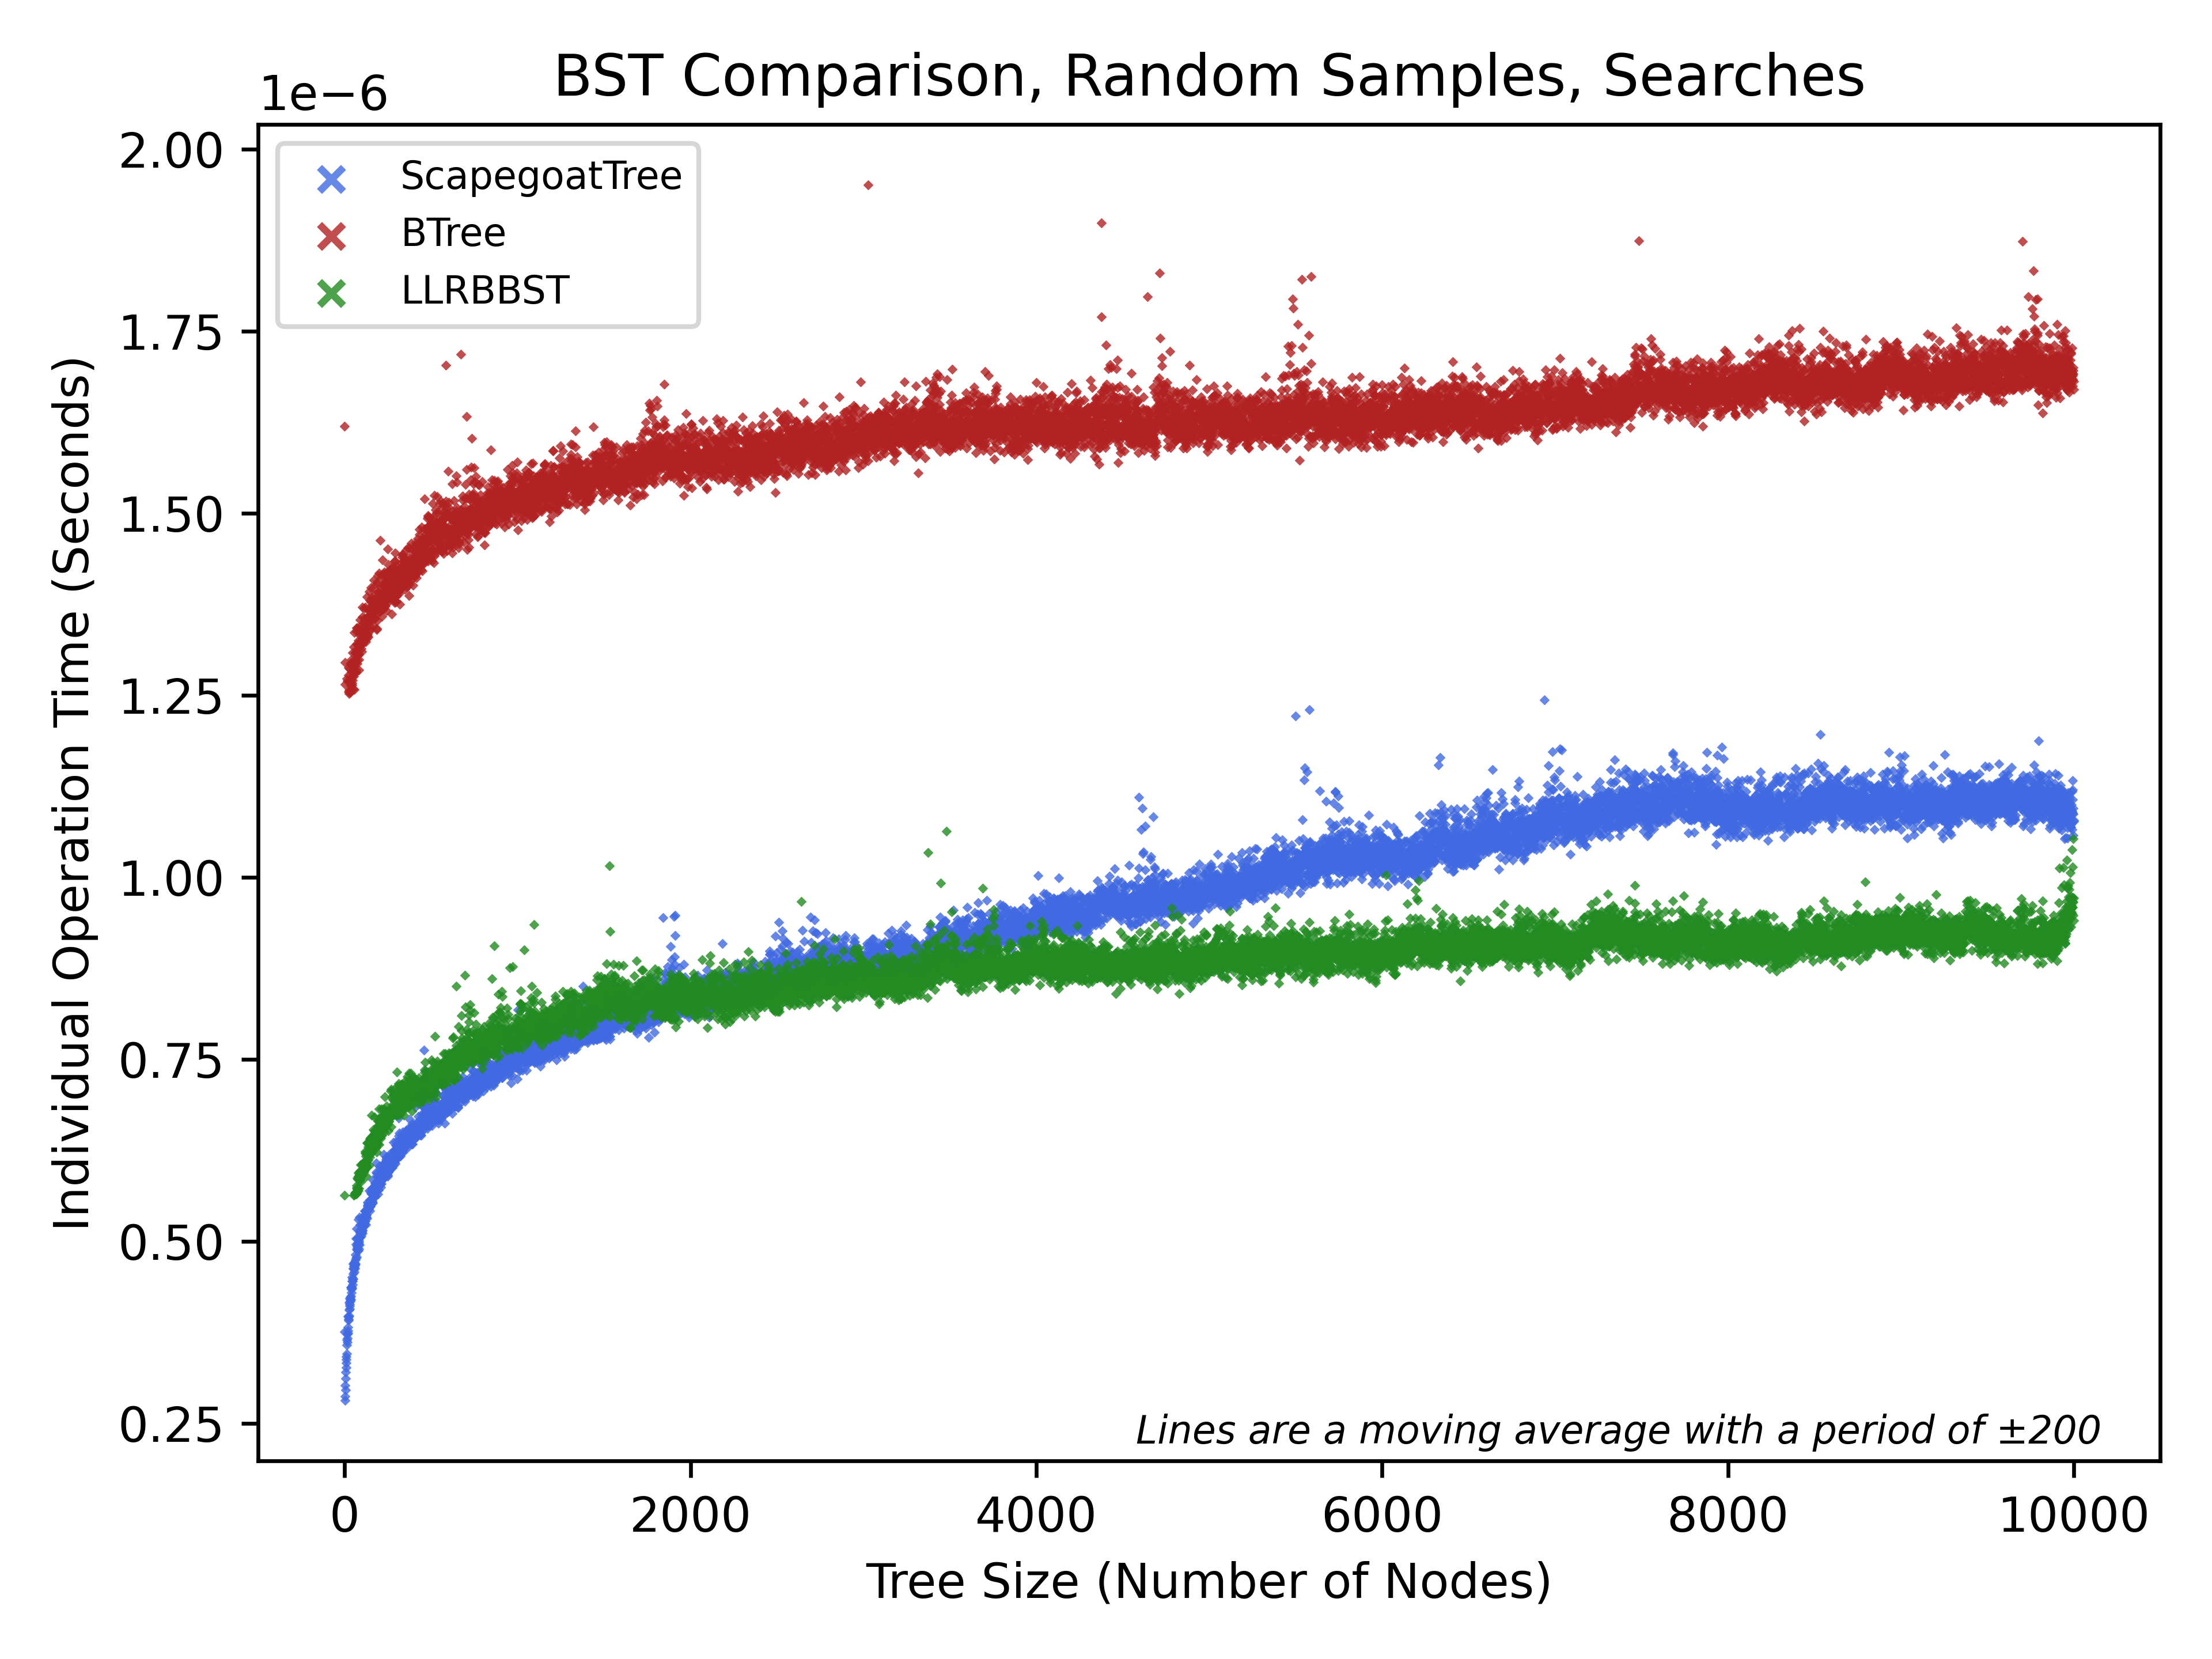 BST Comparison, Random Samples, Searches
1e−6
2.00
1.75
1.50
1.25
1.00
0.75
0.50
0.25
Individual Operation Time (Seconds)
ScapegoatTree
BTree
LLRBBST
Lines are a moving average with a period of ±200
0 2000 4000 6000 8000 10000
Tree Size (Number of Nodes)